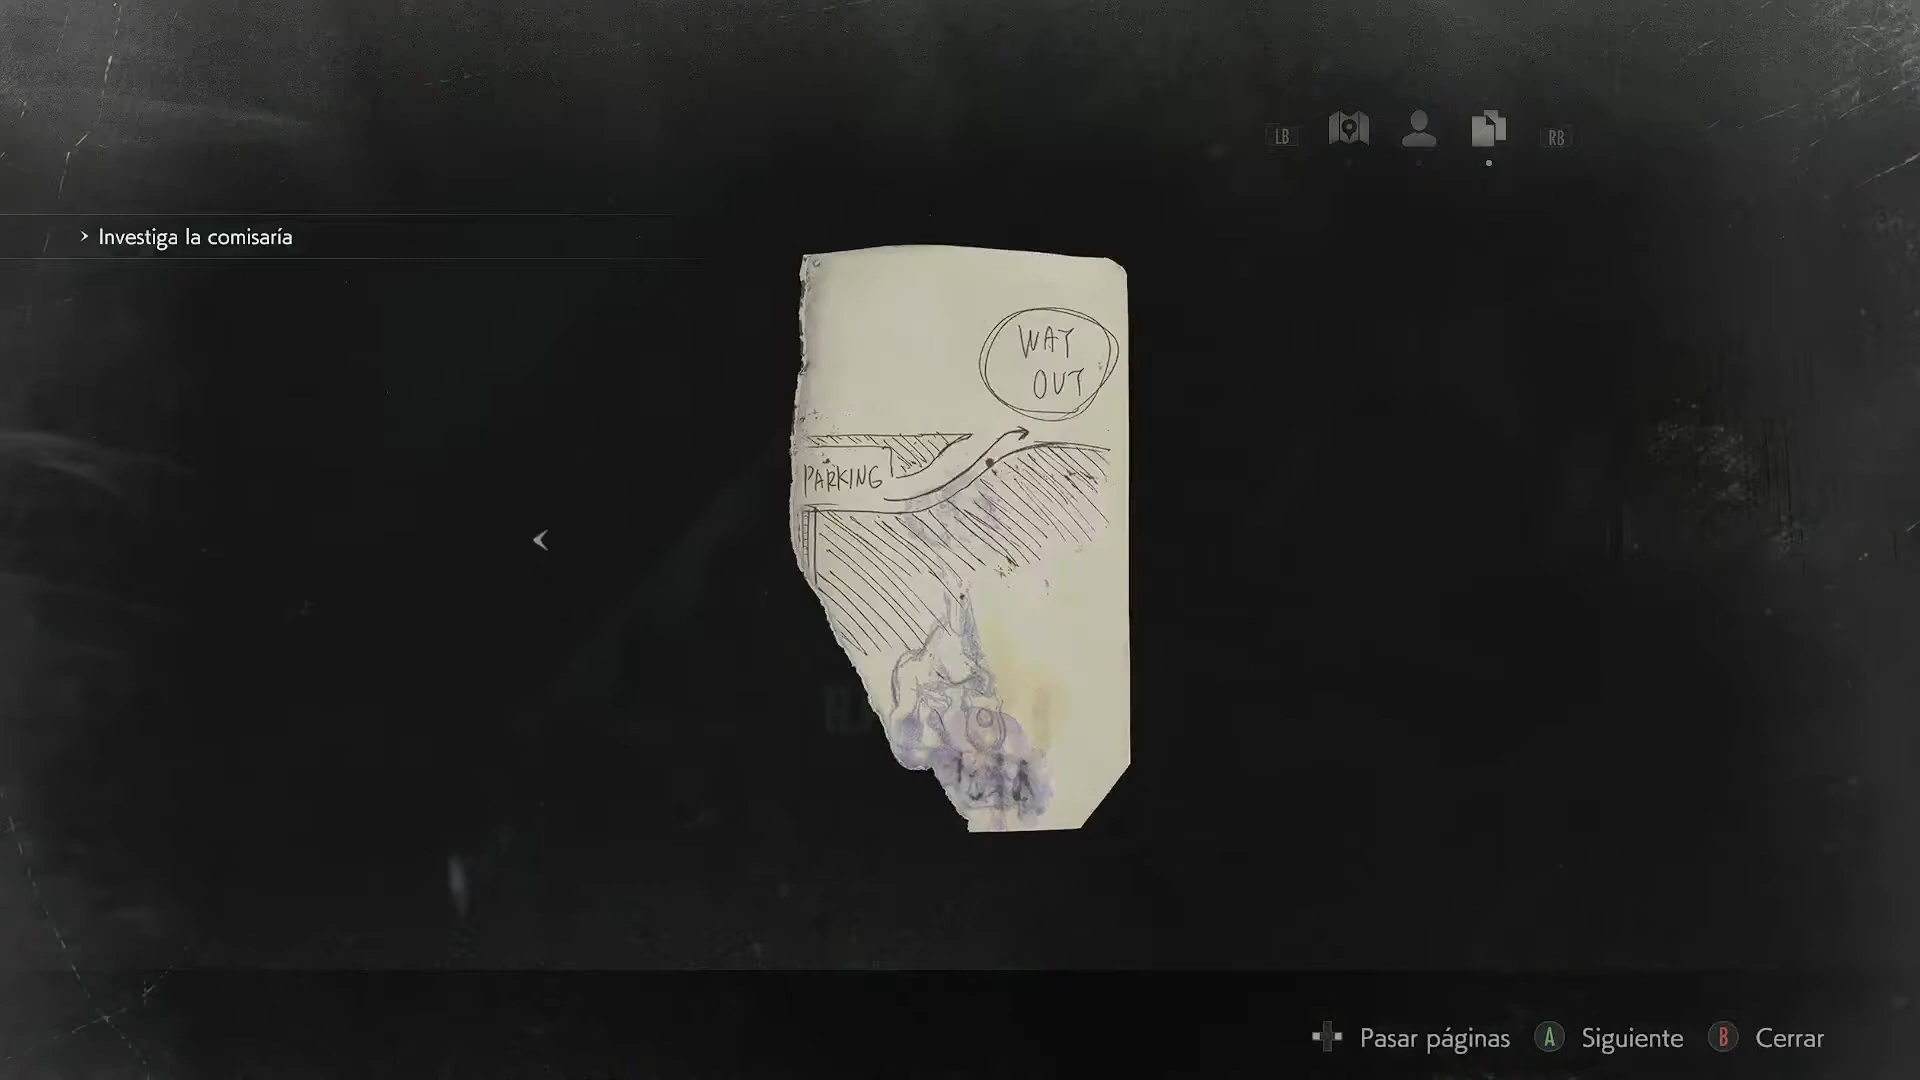 LB
RB
Investiga la comisaría
WAY
OUT
PARKING
Pasar páginas
A
Siguiente
B
Cerrar